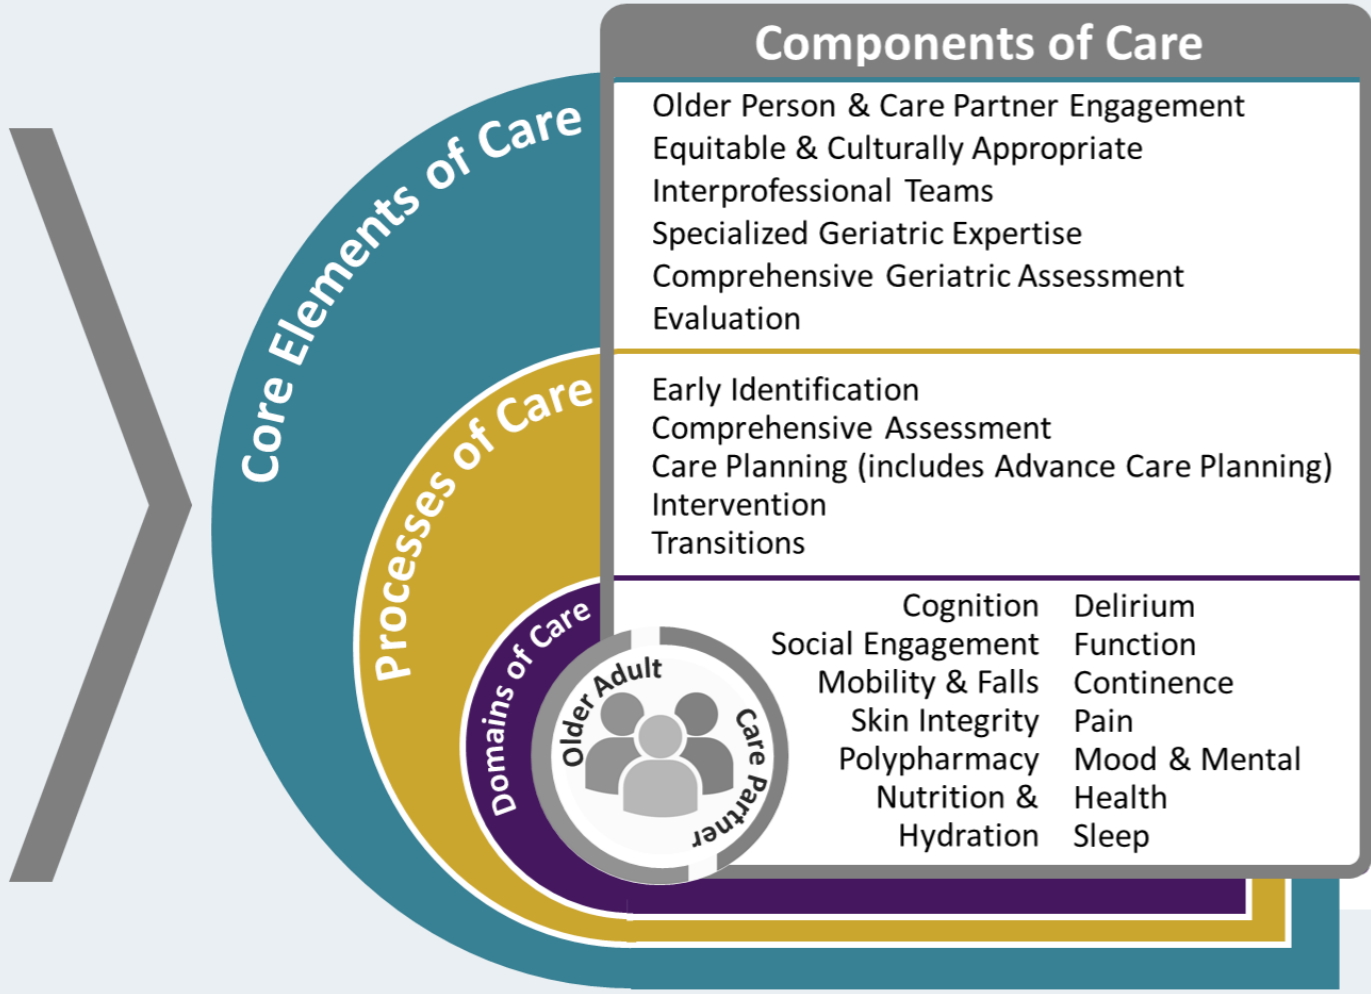 Components of Care
Core Elements of Care
Older Person & Care Partner Engagement
Equitable & Culturally Appropriate
Interprofessional Teams
Specialized Geriatric Expertise
Comprehensive Geriatric Assessment
Evaluation
Processes of Care
Early Identification
Comprehensive Assessment
Care Planning (includes Advance Care Planning)
Intervention
Transitions
Domains of Care
Older Adult
Care Partner
Cognition
Social Engagement
Mobility & Falls
Skin Integrity
Polypharmacy
Nutrition &
Hydration
Delirium
Function
Continence
Pain
Mood & Mental
Health
Sleep